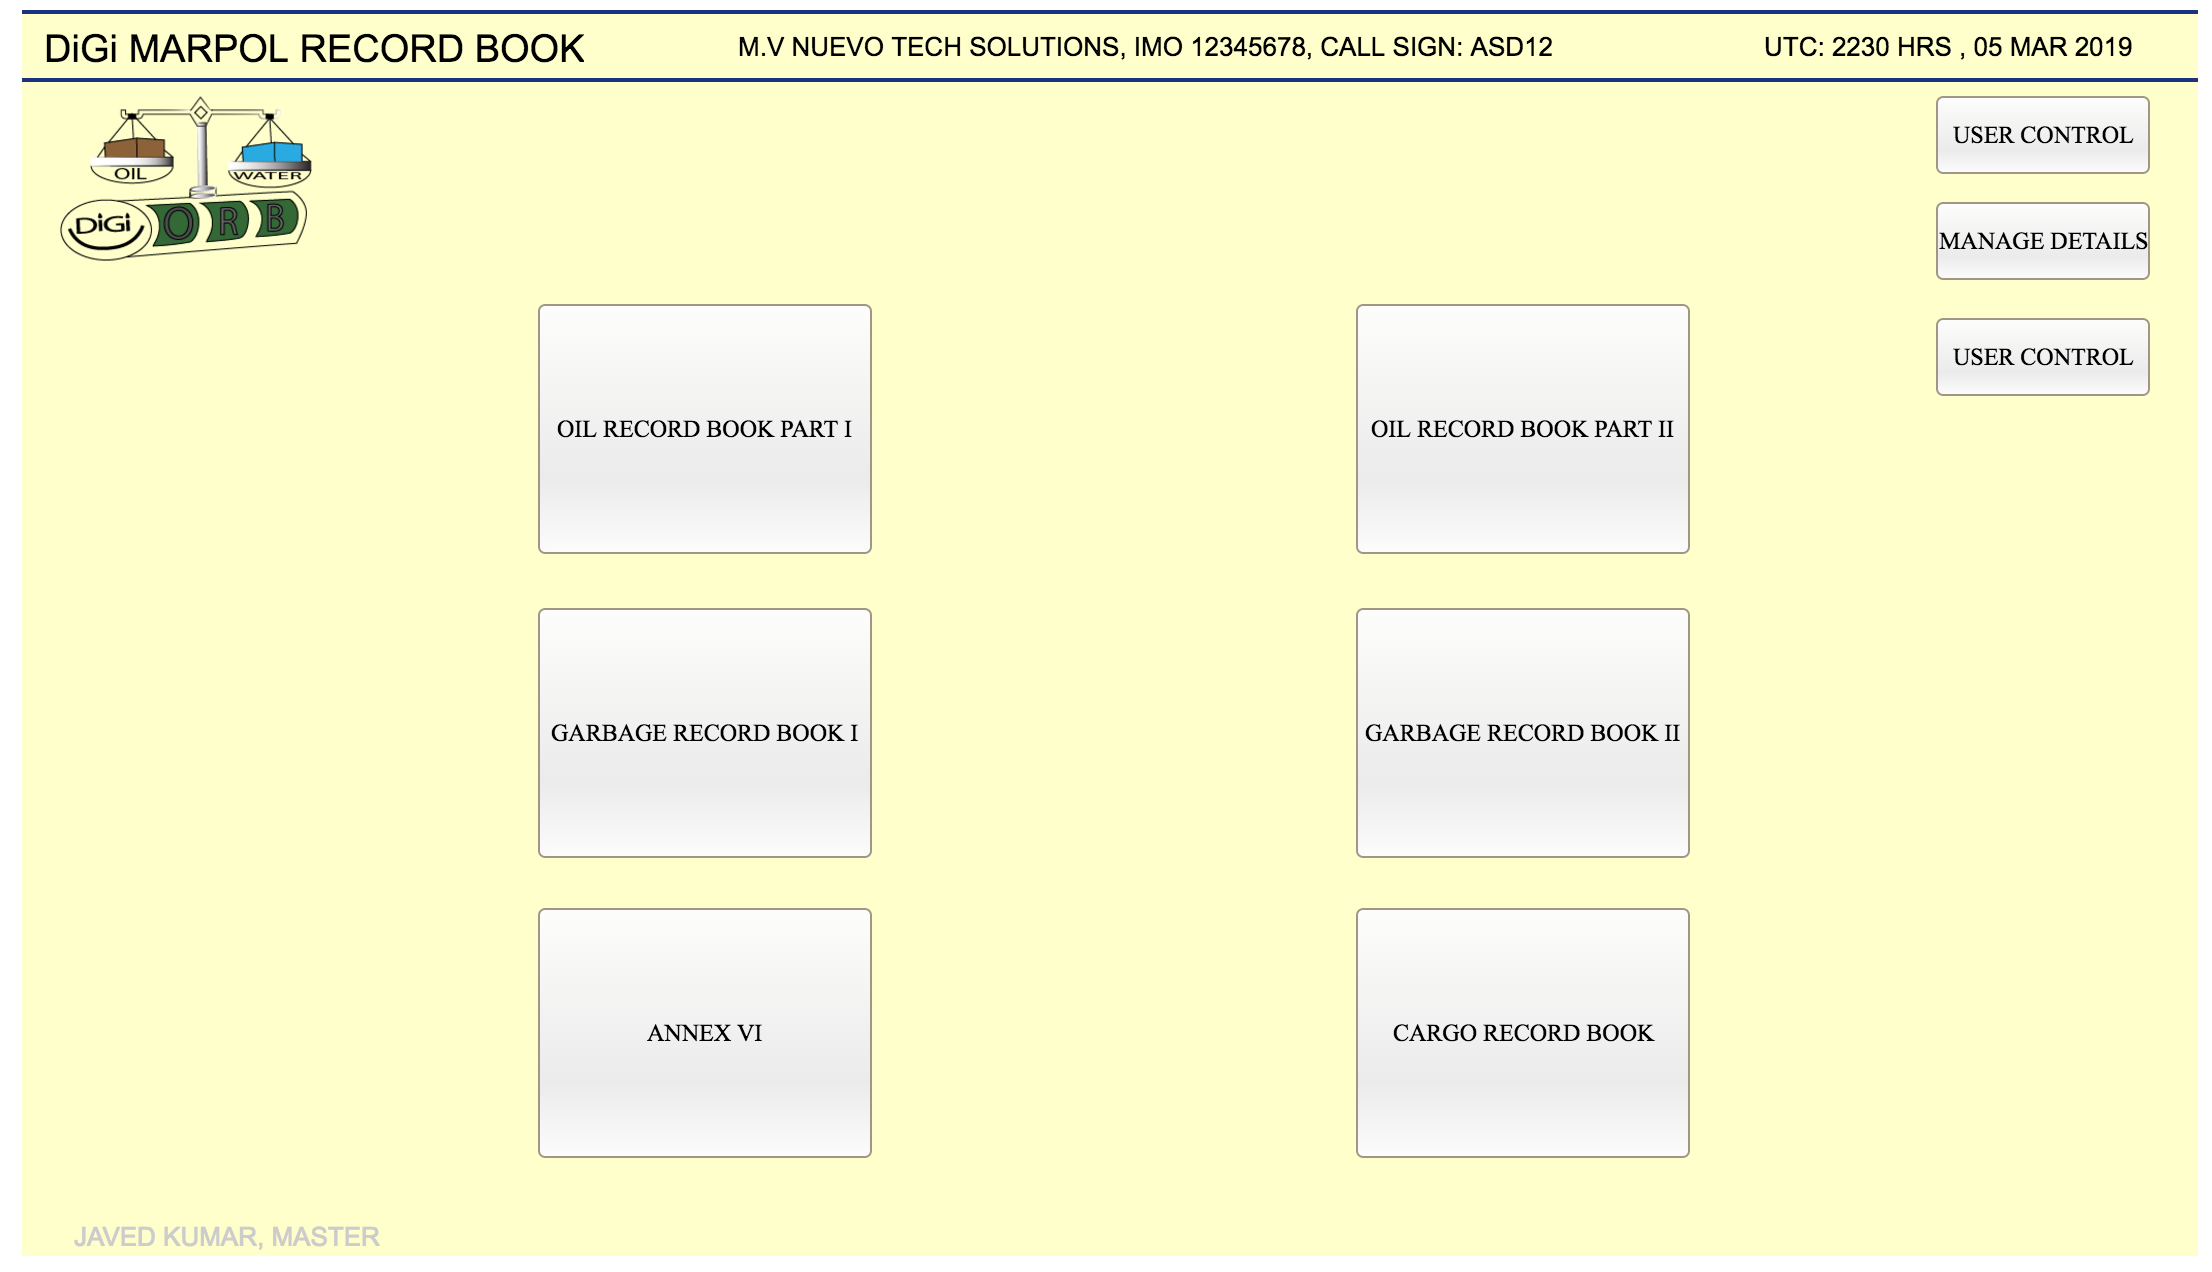 DiGi MARPOL RECORD BOOK
M.V NUEVO TECH SOLUTIONS, IMO 12345678, CALL SIGN: ASD12
UTC: 2230 HRS , 05 MAR 2019
OIL
WATER
DiGi ORB
USER CONTROL
MANAGE DETAILS
USER CONTROL
OIL RECORD BOOK PART I
OIL RECORD BOOK PART II
GARBAGE RECORD BOOK I
GARBAGE RECORD BOOK II
ANNEX VI
CARGO RECORD BOOK
JAVED KUMAR, MASTER